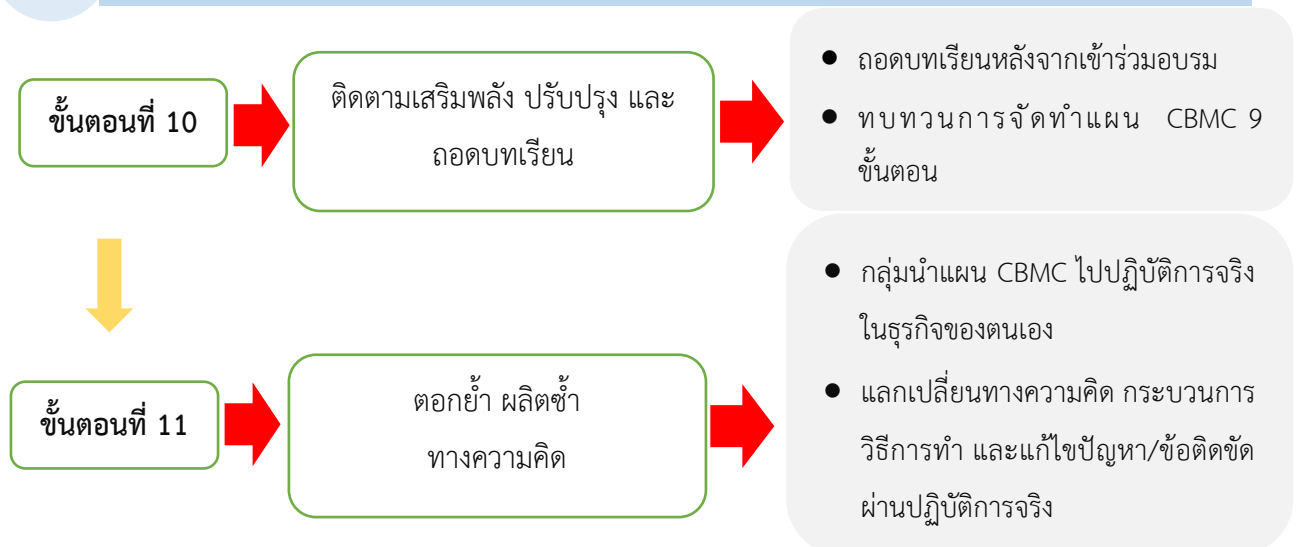 ขั้นตอนที่ 10
ติดตามเสริมพลัง ปรับปรุง และ
ถอดบทเรียน
● ถอดบทเรียนหลังจากเข้าร่วมอบรม
● ทบทวนการจัดทำแผน CBMC 9
ขั้นตอน
ขั้นตอนที่ 11
ตอกย้ำ ผลิตซ้ำ
ทางความคิด
● กลุ่มนำแผน CBMC ไปปฏิบัติการจริง
ในธุรกิจของตนเอง
● แลกเปลี่ยนทางความคิด กระบวนการ
วิธีการทำ และแก้ไขปัญหา/ข้อติดขัด
ผ่านปฏิบัติการจริง